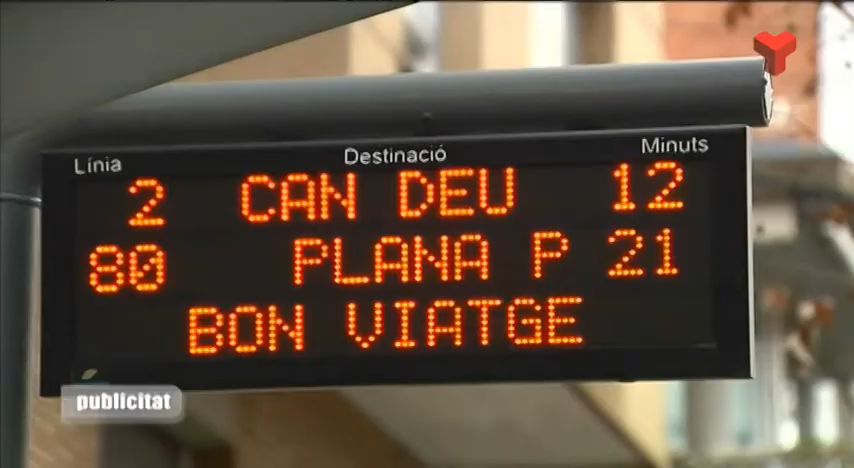 Línia Destinació Minuts
2 CAN DEU 12
80 PLANA P 21
BON VIATGE
publicitat